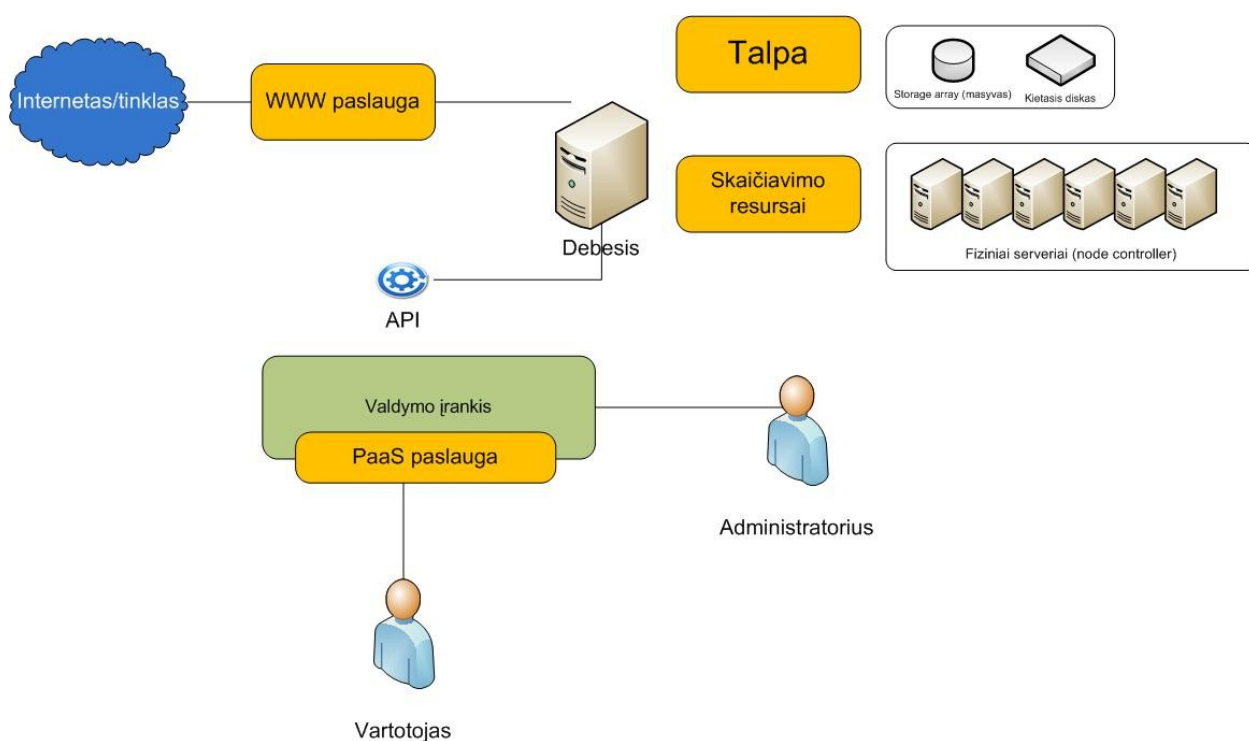 Internetas/tinklas
WWW paslauga
Talpa
Storage array (masyvas)
Kietasis diskas
Debesis
Skaičiavimo
resursai
Fiziniai serveriai (node controller)
API
Valdymo įrankis
PaaS paslauga
Administratorius
Vartotojas